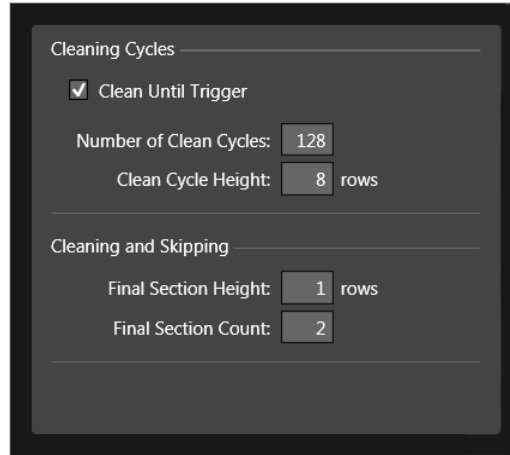 Cleaning Cycles
Clean Until Trigger
Number of Clean Cycles: 128
Clean Cycle Height: 8 rows
Cleaning and Skipping
Final Section Height: 1 rows
Final Section Count: 2